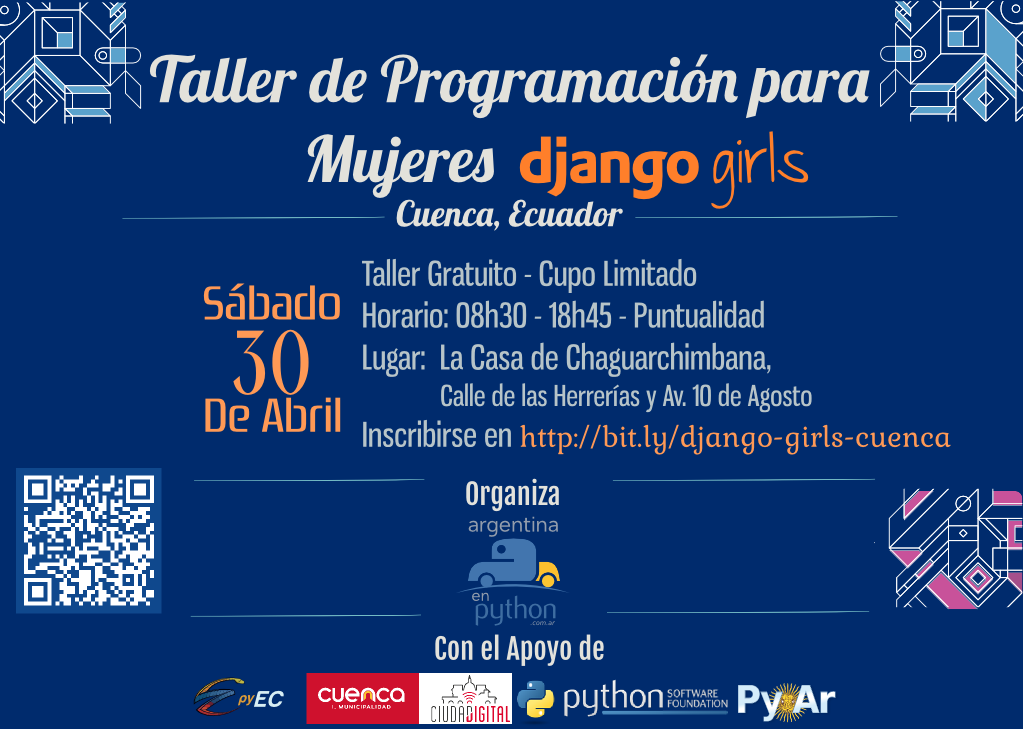 Taller de Programación para
Mujeres django girls
Cuenca, Ecuador
Sábado
30
De Abril
Taller Gratuito - Cupo Limitado
Horario: 08h30 - 18h45 - Puntualidad
Lugar: La Casa de Chaguarchimbana,
Calle de las Herrerías y Av. 10 de Agosto
Inscribirse en http://bit.ly/django-girls-cuenca
Organiza
argentina
en
python
.com.ar
Con el Apoyo de
pyEC
cuenca
I. MUNICIPALIDAD
CIUDADIGITAL
python SOFTWARE
FOUNDATION
PyAr